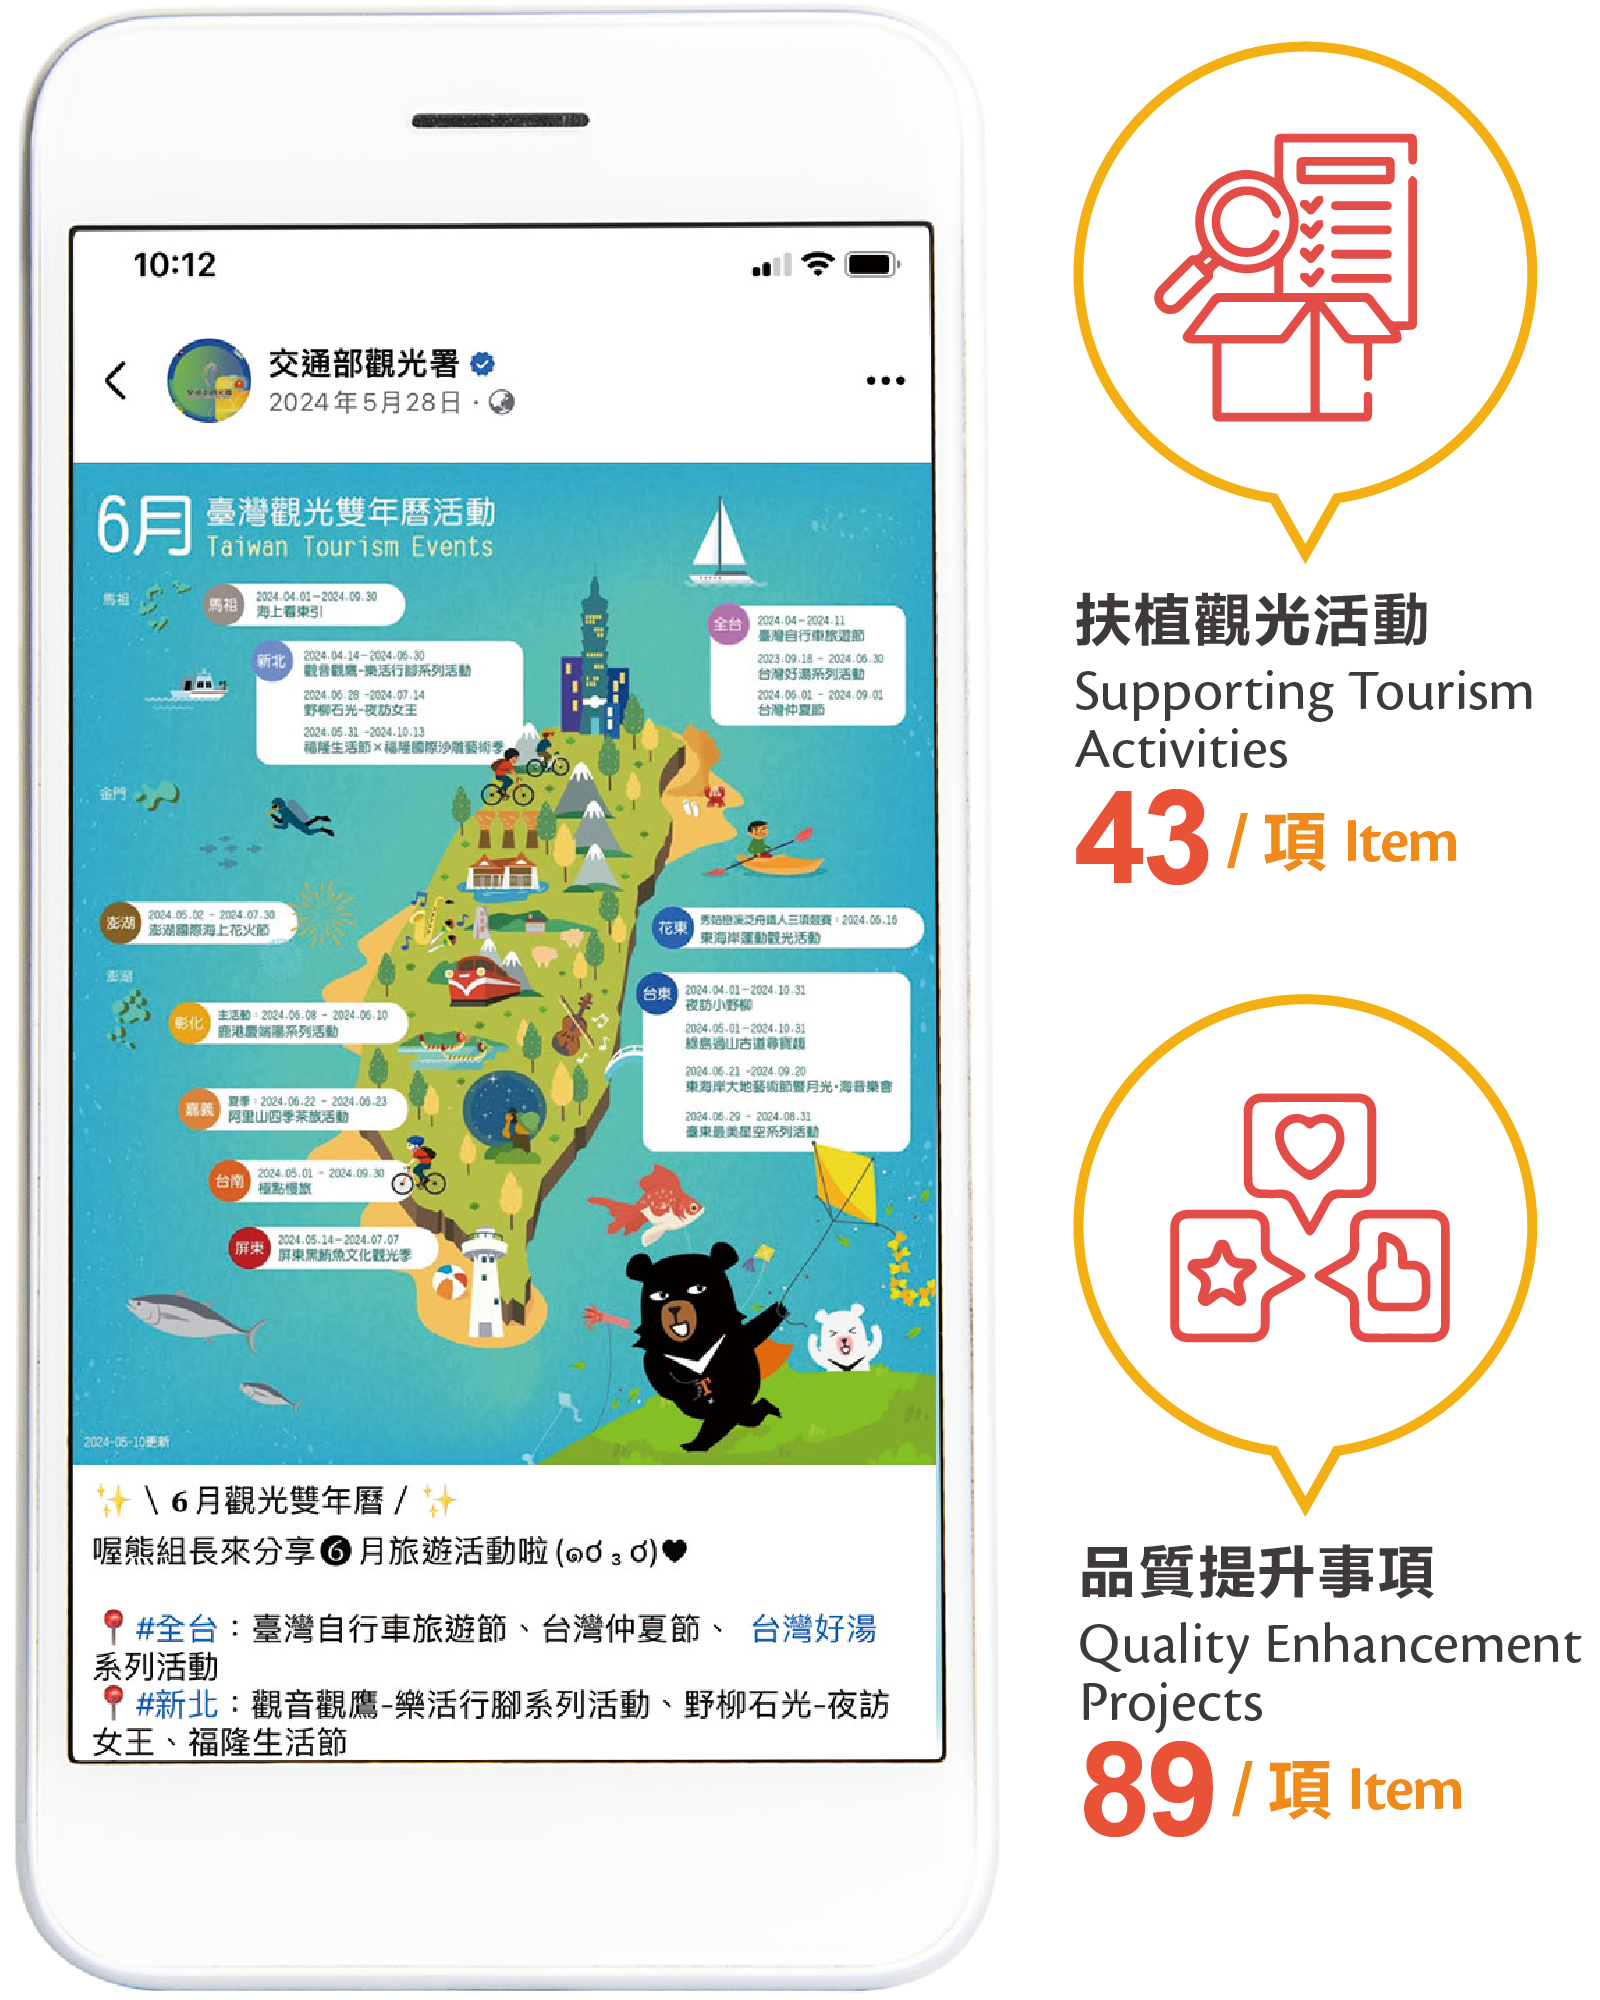 10:12
交通部觀光署
2024年5月28日
6月 臺灣觀光雙年曆活動
Taiwan Tourism Events
馬祖
馬祖
2024.04.01-2024.09.30
海上看東引
新北
2024.04.14-2024.06.30
觀音觀鷹-樂活行腳系列活動
2024.06.28 -2024.07.14
野柳石光-夜訪女王
2024.05.31 -2024.10.13
福隆生活節×福隆國際沙雕藝術季
全台
2024.04-2024.11
臺灣自行車旅遊節
2023.09.18 - 2024.06.30
台灣好湯系列活動
2024.06.01 - 2024.09.01
台灣仲夏節
金門
澎湖
2024.05.02 - 2024.07.30
澎湖國際海上花火節
澎湖
花東
秀姑巒溪泛舟鐵人三項競賽：2024.06.16
東海岸運動觀光活動
台東
2024.04.01-2024.10.31
夜訪小野柳
2024.05.01-2024.10.31
綠島過山古道尋寶趣
2024.06.21 -2024.09.20
東海岸大地藝術節暨月光·海音樂會
2024.06.29 - 2024.08.31
臺東最美星空系列活動
彰化
主活動：2024.06.08 - 2024.06.10
鹿港慶端陽系列活動
嘉義
夏季：2024.06.22 - 2024.06.23
阿里山四季茶旅活動
台南
2024.05.01 - 2024.09.30
極點慢旅
屏東
2024.05.14-2024.07.07
屏東黑鮪魚文化觀光季
T
2024-05-10更新
✨ \ 6月觀光雙年曆 / ✨
喔熊組長來分享❻月旅遊活動啦(๑σ́ ₃ σ́)♥
📍 #全台：臺灣自行車旅遊節、台灣仲夏節、 台灣好湯
系列活動
📍 #新北：觀音觀鷹-樂活行腳系列活動、野柳石光-夜訪
女王、福隆生活節
扶植觀光活動
Supporting Tourism
Activities
43 / 項 Item
品質提升事項
Quality Enhancement
Projects
89 / 項 Item